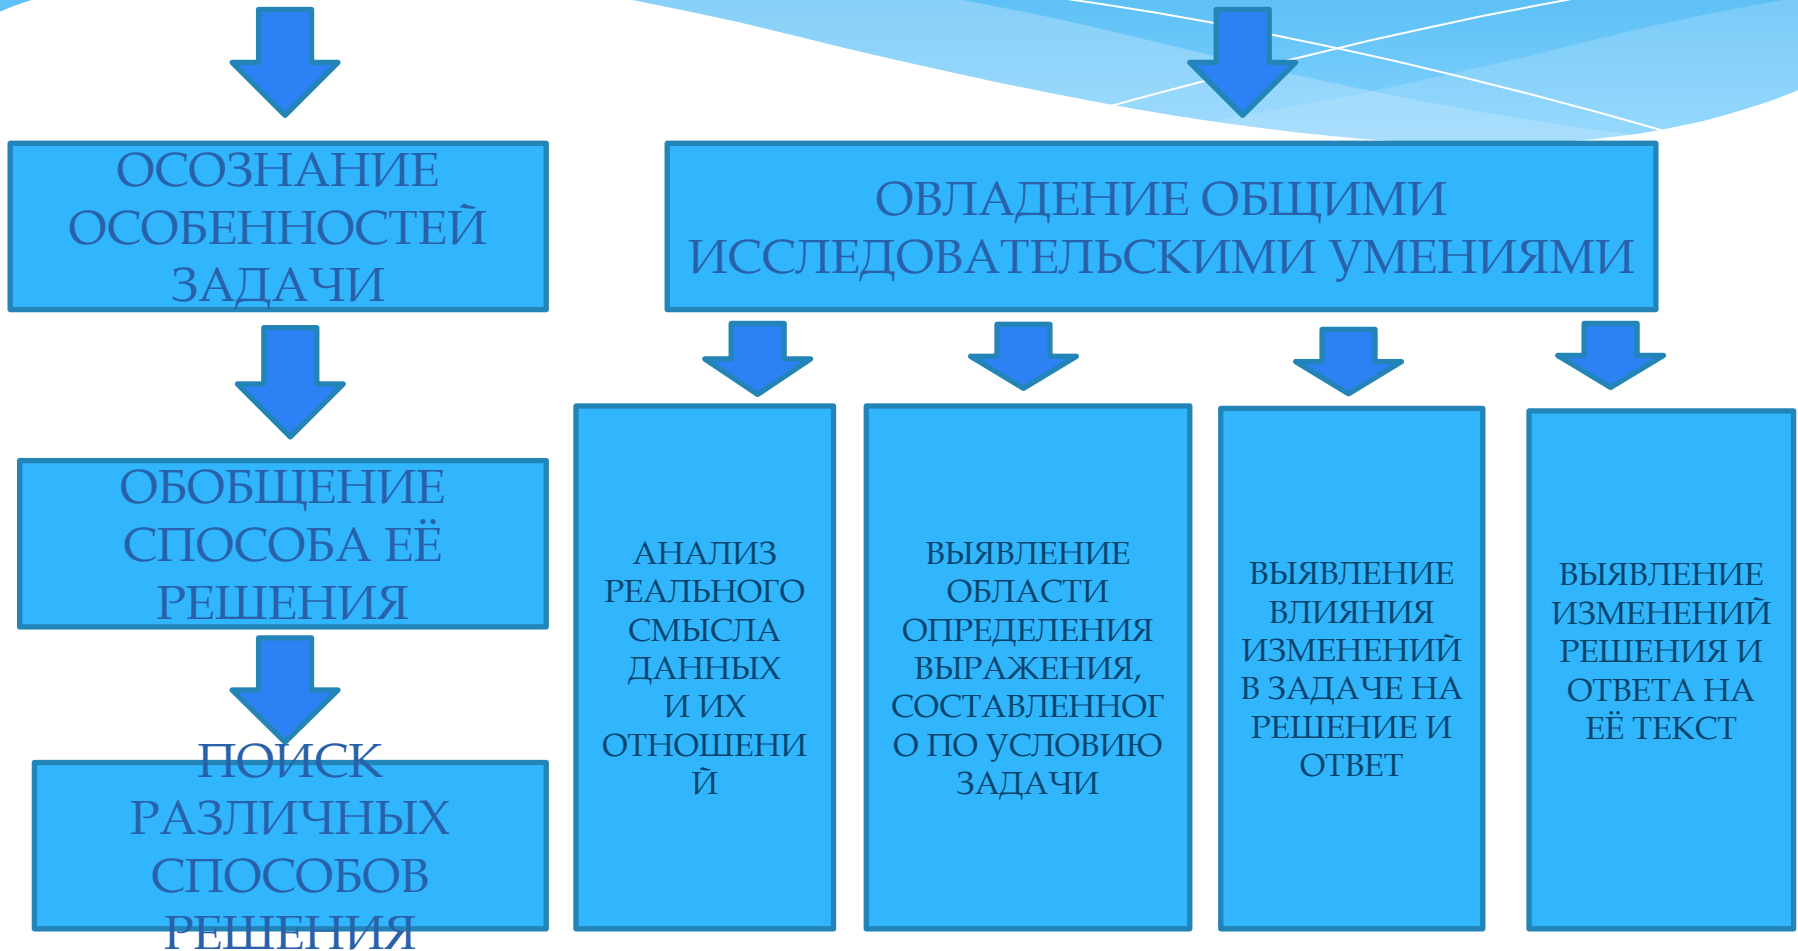 ОСОЗНАНИЕ
ОСОБЕННОСТЕЙ
ЗАДАЧИ
ОВЛАДЕНИЕ ОБЩИМИ
ИССЛЕДОВАТЕЛЬСКИМИ УМЕНИЯМИ
ОБОБЩЕНИЕ
СПОСОБА ЕЁ
РЕШЕНИЯ
ПОИСК
РАЗЛИЧНЫХ
СПОСОБОВ
РЕШЕНИЯ
АНАЛИЗ
РЕАЛЬНОГО
СМЫСЛА
ДАННЫХ
И ИХ
ОТНОШЕНИ
Й
ВЫЯВЛЕНИЕ
ОБЛАСТИ
ОПРЕДЕЛЕНИЯ
ВЫРАЖЕНИЯ,
СОСТАВЛЕННОГ
О ПО УСЛОВИЮ
ЗАДАЧИ
ВЫЯВЛЕНИЕ
ВЛИЯНИЯ
ИЗМЕНЕНИЙ
В ЗАДАЧЕ НА
РЕШЕНИЕ И
ОТВЕТ
ВЫЯВЛЕНИЕ
ИЗМЕНЕНИЙ
РЕШЕНИЯ И
ОТВЕТА НА
ЕЁ ТЕКСТ